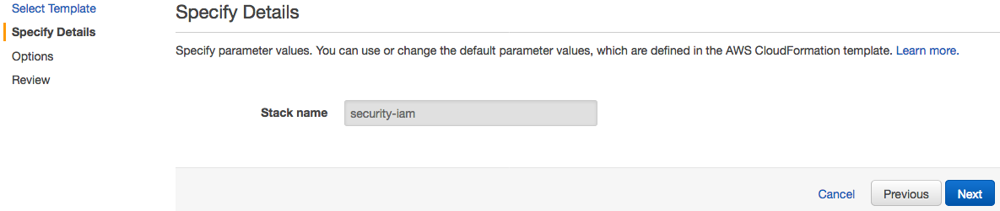 Select Template
Specify Details
Options
Review
Specify Details
Specify parameter values. You can use or change the default parameter values, which are defined in the AWS CloudFormation template. Learn more.
Stack name security-iam
Cancel Previous Next